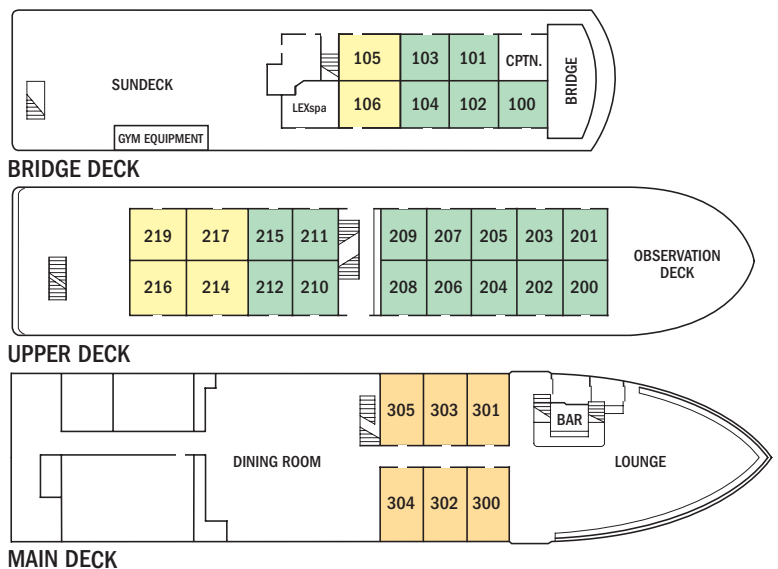 105 103 101 CPTN.
SUNDECK
BRIDGE
LEXspa 106 104 102 100
GYM EQUIPMENT
BRIDGE DECK
219 217 215 211 209 207 205 203 201
OBSERVATION
DECK
216 214 212 210 208 206 204 202 200
UPPER DECK
305 303 301
BAR
DINING ROOM
LOUNGE
304 302 300
MAIN DECK